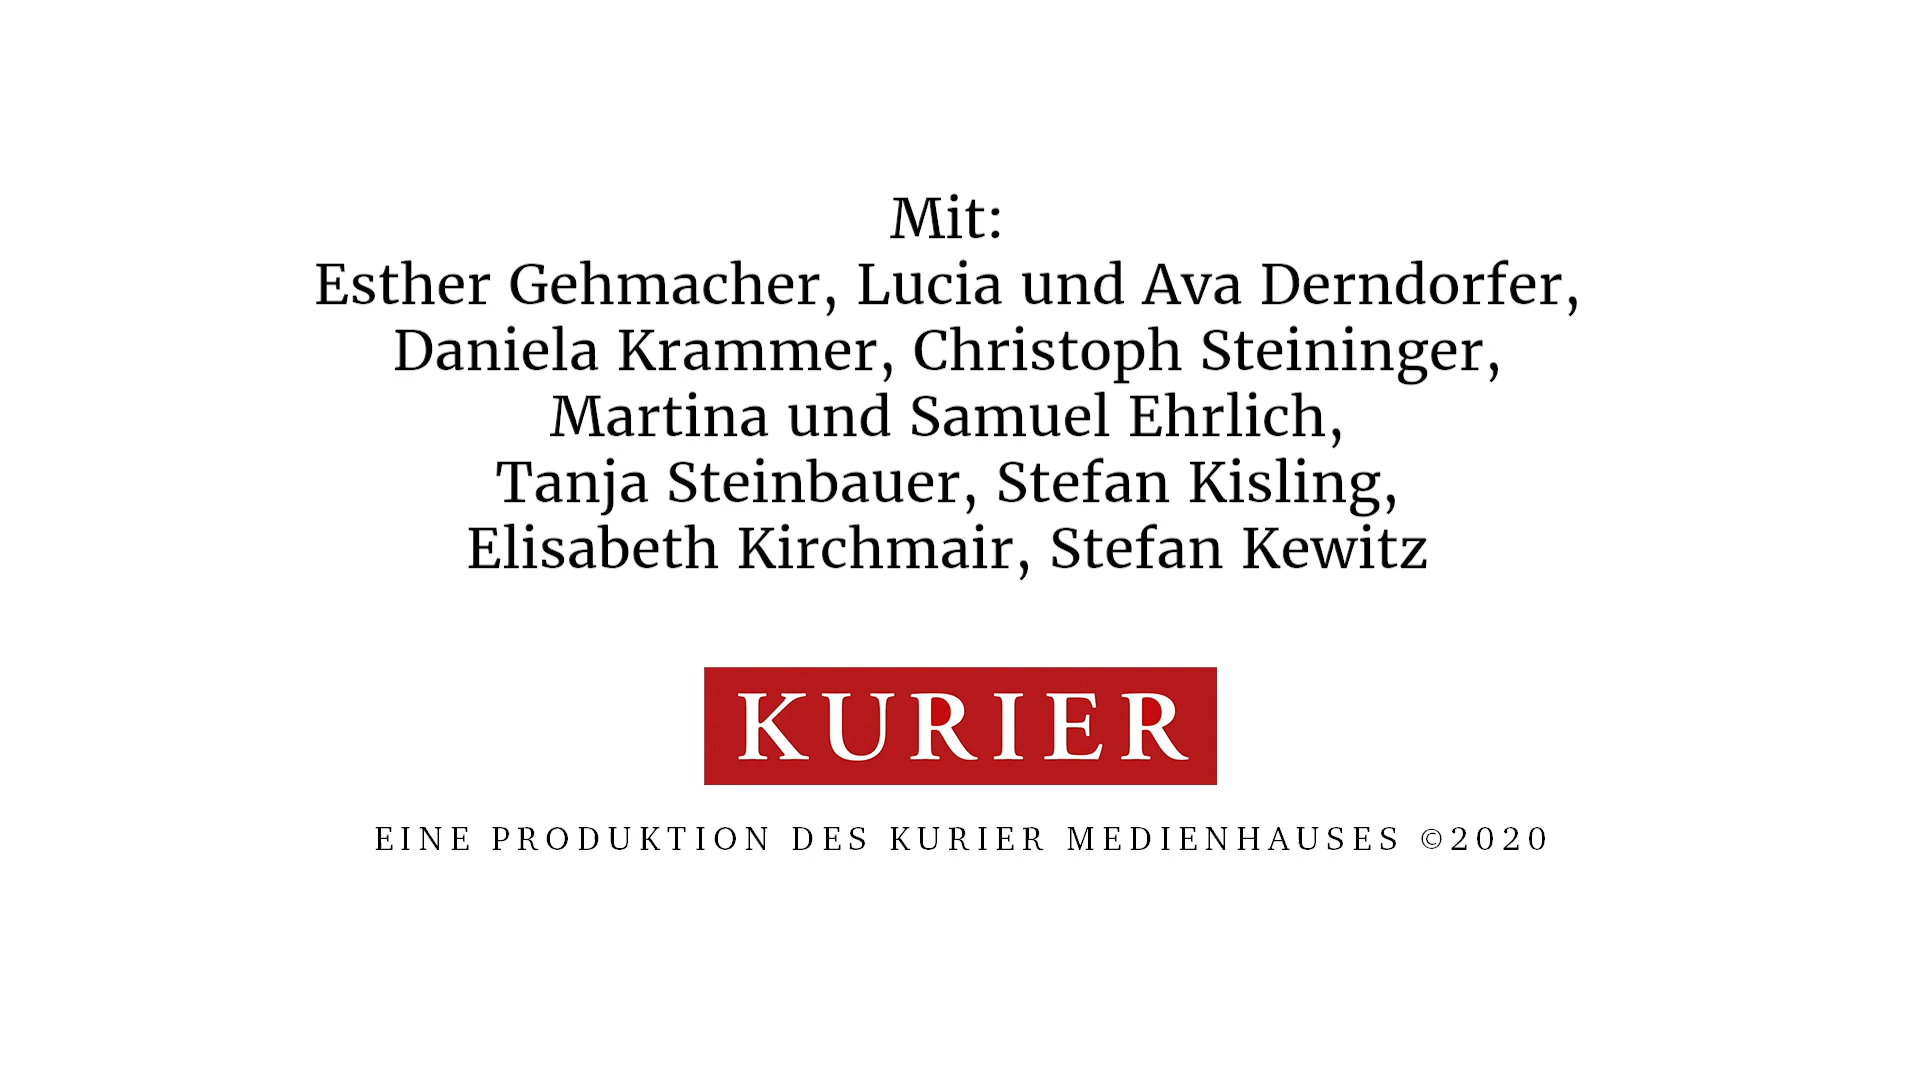 Mit:
Esther Gehmacher, Lucia und Ava Derndorfer,
Daniela Krammer, Christoph Steininger,
Martina und Samuel Ehrlich,
Tanja Steinbauer, Stefan Kisling,
Elisabeth Kirchmair, Stefan Kewitz
KURIER
EINE PRODUKTION DES KURIER MEDIENHAUSES ©2020